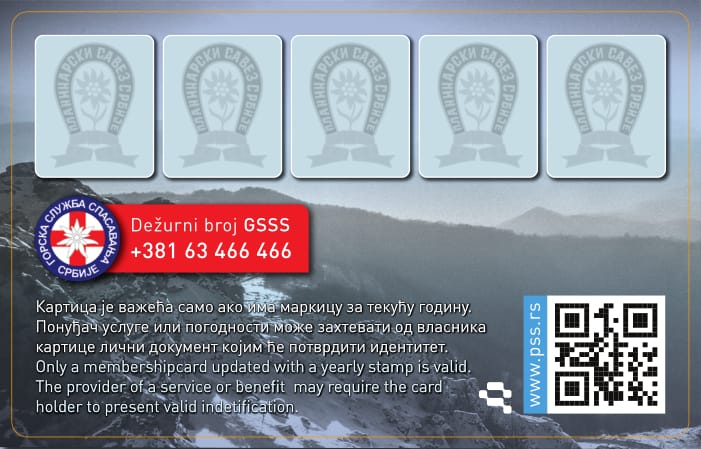 ПЛАНИНАРСКИ САВЕЗ СРБИЈЕ
ПЛАНИНАРСКИ САВЕЗ СРБИЈЕ
ПЛАНИНАРСКИ САВЕЗ СРБИЈЕ
ПЛАНИНАРСКИ САВЕЗ СРБИЈЕ
ПЛАНИНАРСКИ САВЕЗ СРБИЈЕ
ГОРСКА СЛУЖБА СПАСАВАЊА
СРБИЈЕ
Dežurni broj GSSS
+381 63 466 466
Картица је важећа само ако има маркицу за текућу годину.
Понуђач услуге или погодности може захтевати од власника
картице лични документ којим ће потврдити идентитет.
Only a membershipcard updated with a yearly stamp is valid.
The provider of a service or benefit may require the card
holder to present valid indetification.
www.pss.rs